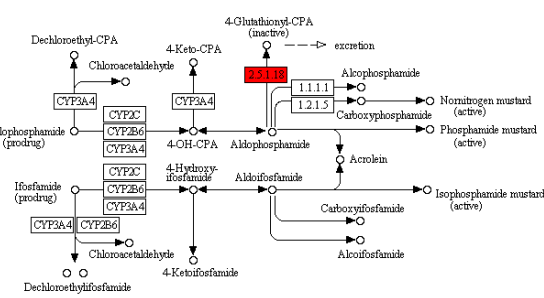 4-Glutathionyl-CPA
(inactive)
Dechloroethyl-CPA
4-Keto-CPA
excretion
Chloroacetaldehyde
2.5.1.18
Alcophosphamide
1.1.1.1
CYP3A4
CYP3A4
1.2.1.5
Nornitrogen mustard
(active)
CYP2C
Carboxyphosphamide
lophosphamide
(prodrug)
CYP2B6
CYP3A4
4-OH-CPA
Aldophosphamide
Phosphamide mustard
(active)
Acrolein
CYP2C
4-Hydroxy-
ifosfamide
Ifosfamide
(prodrug)
CYP2B6
CYP3A4
Aldoifosfamide
Isophosphamide mustard
(active)
CYP3A4
CYP2B6
Carboxyifosfamide
Chloroacetaldehyde
Alcoifosfamide
4-Ketoifosfamide
Dechloroethylifosfamide